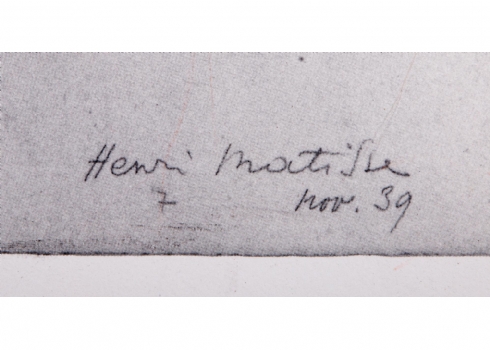 Henri Matisse
7 nov. 39